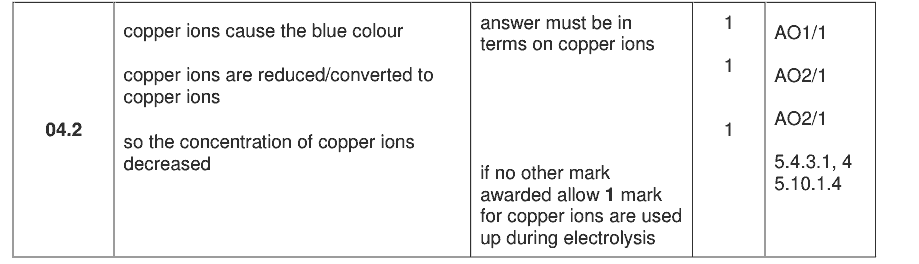 04.2
copper ions cause the blue colour
copper ions are reduced/converted to
copper ions
so the concentration of copper ions
decreased
answer must be in
terms on copper ions
if no other mark
awarded allow 1 mark
for copper ions are used
up during electrolysis
1
1
1
AO1/1
AO2/1
AO2/1
5.4.3.1, 4
5.10.1.4